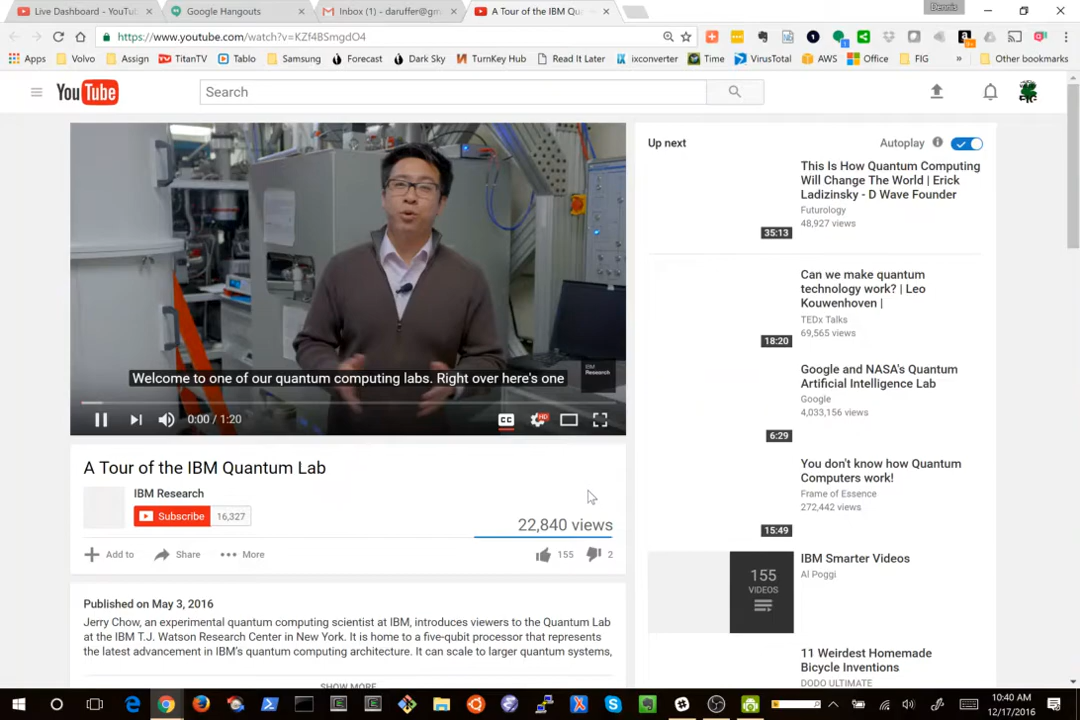 Live Dashboard - YouTu
Google Hangouts
Inbox (1) - daruffer@gm
A Tour of the IBM Qu
Dennis
https://www.youtube.com/watch?v=KZf4BSmgdO4
Apps
Volvo
Assign
TitanTV
Tablo
Samsung
Forecast
Dark Sky
TurnKey Hub
Read It Later
ixconverter
Time
VirusTotal
AWS
Office
FIG
»
Other bookmarks
YouTube
Search
Welcome to one of our quantum computing labs. Right over here's one
IBM
Research
0:00 / 1:20
CC
HD
A Tour of the IBM Quantum Lab
IBM Research
Subscribe 16,327
22,840 views
Add to
Share
More
155
2
Published on May 3, 2016
Jerry Chow, an experimental quantum computing scientist at IBM, introduces viewers to the Quantum Lab
at the IBM T.J. Watson Research Center in New York. It is home to a five-qubit processor that represents
the latest advancement in IBM's quantum computing architecture. It can scale to larger quantum systems,
SHOW MORE
Up next
Autoplay
This Is How Quantum Computing
Will Change The World | Erick
Ladizinsky - D Wave Founder
Futurology
48,927 views
35:13
Can we make quantum
technology work? | Leo
Kouwenhoven |
TEDx Talks
69,565 views
18:20
Google and NASA's Quantum
Artificial Intelligence Lab
Google
4,033,156 views
6:29
You don't know how Quantum
Computers work!
Frame of Essence
272,442 views
15:49
IBM Smarter Videos
Al Poggi
155
VIDEOS
11 Weirdest Homemade
Bicycle Inventions
DODO ULTIMATE
10:40 AM
12/17/2016